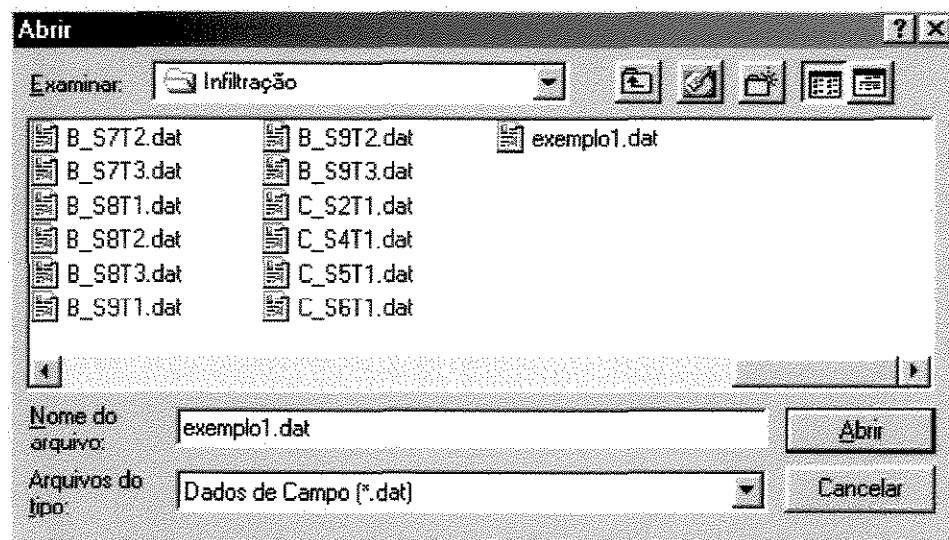 Abrir
Examinar: Infiltração
B_S7T2.dat B_S9T2.dat exemplo1.dat
B_S7T3.dat B_S9T3.dat
B_S8T1.dat C_S2T1.dat
B_S8T2.dat C_S4T1.dat
B_S8T3.dat C_S5T1.dat
B_S9T1.dat C_S6T1.dat
Nome do
arquivo: exemplo1.dat Abrir
Arquivos do
tipo: Dados de Campo (*.dat) Cancelar